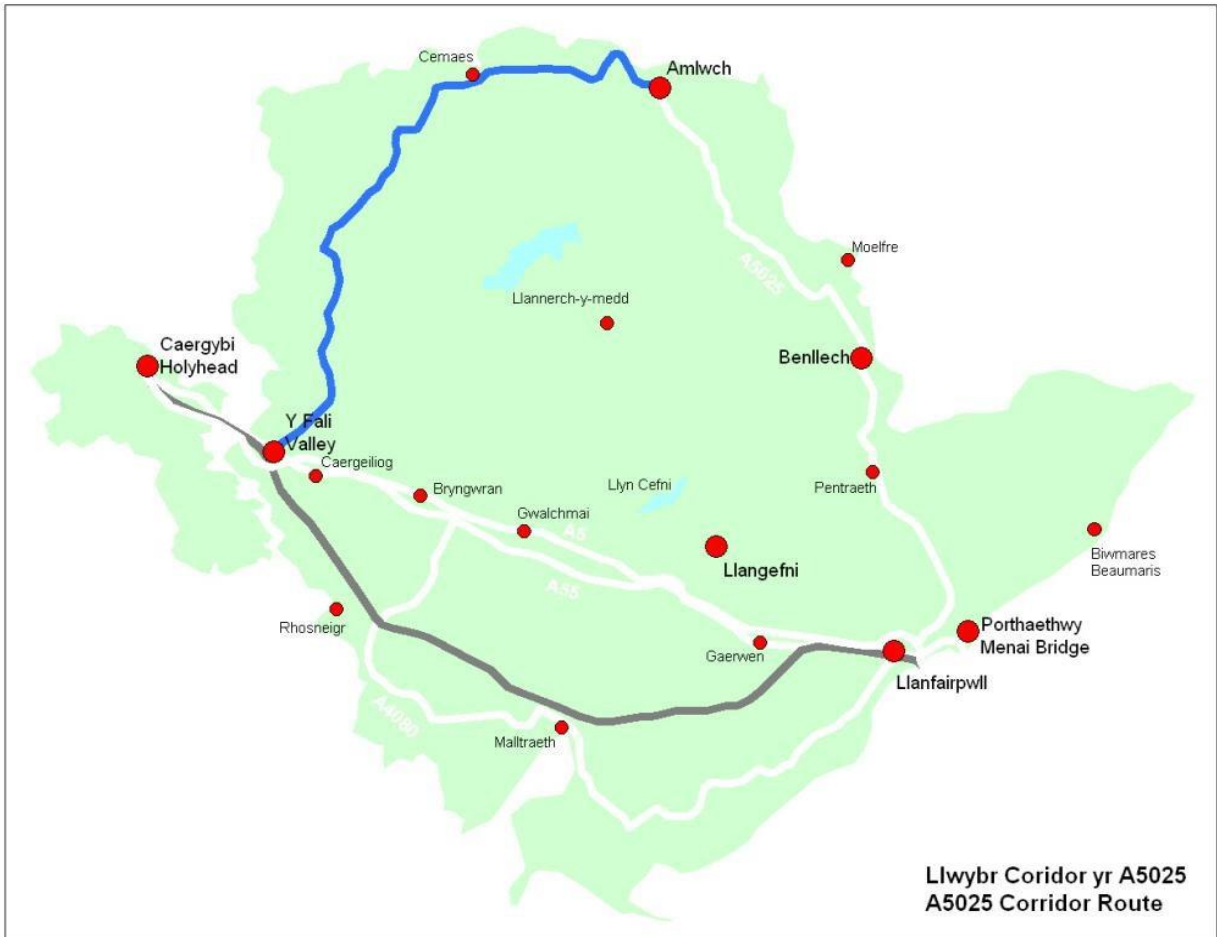 Cemaes
Amlwch
Moelfre
A5025
Llannerch-y-medd
Caergybi
Holyhead
Benllech
Y Fali
Valley
Caergeiliog
Bryngwran
Llyn Cefni
Pentraeth
Gwalchmai
A5
Biwmares
Beaumaris
Llangefni
A55
Rhosneigr
Porthaethwy
Menai Bridge
Gaerwen
Llanfairpwll
A4080
Malltraeth
Llwybr Coridor yr A5025
A5025 Corridor Route